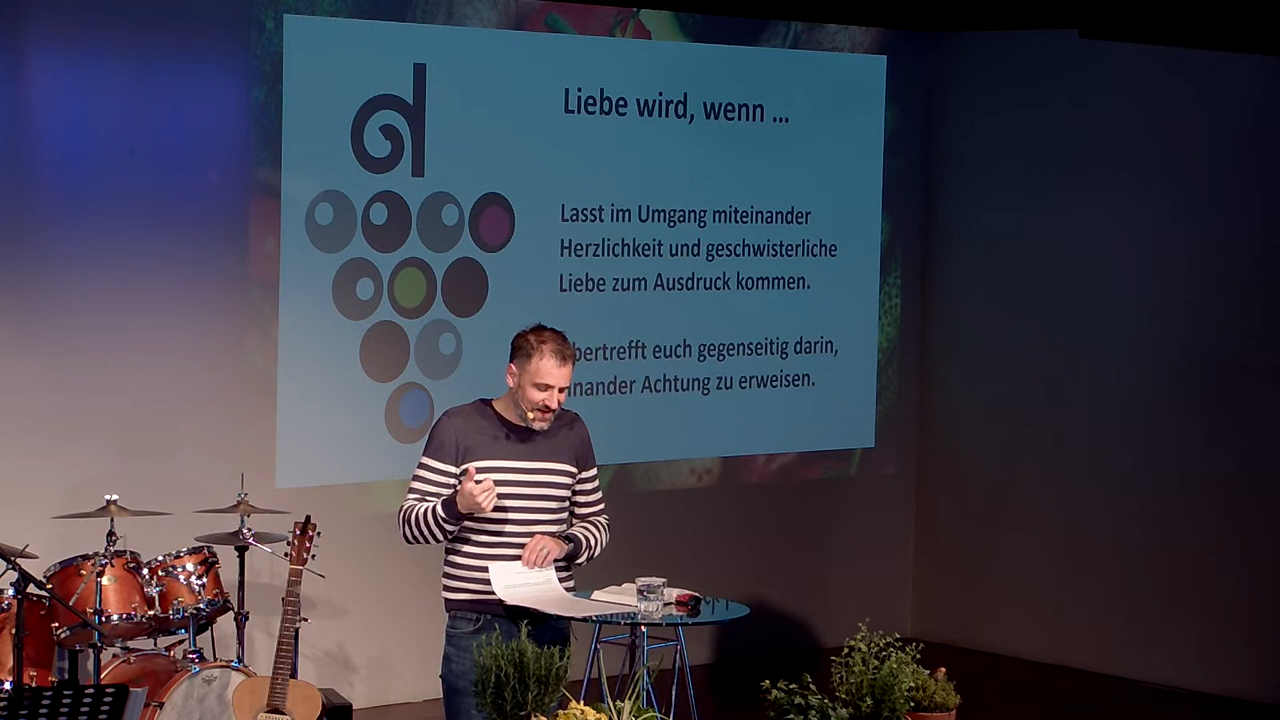 d
Liebe wird, wenn ...
Lasst im Umgang miteinander
Herzlichkeit und geschwisterliche
Liebe zum Ausdruck kommen.
euch gegenseitig darin,
Achtung zu erweisen.